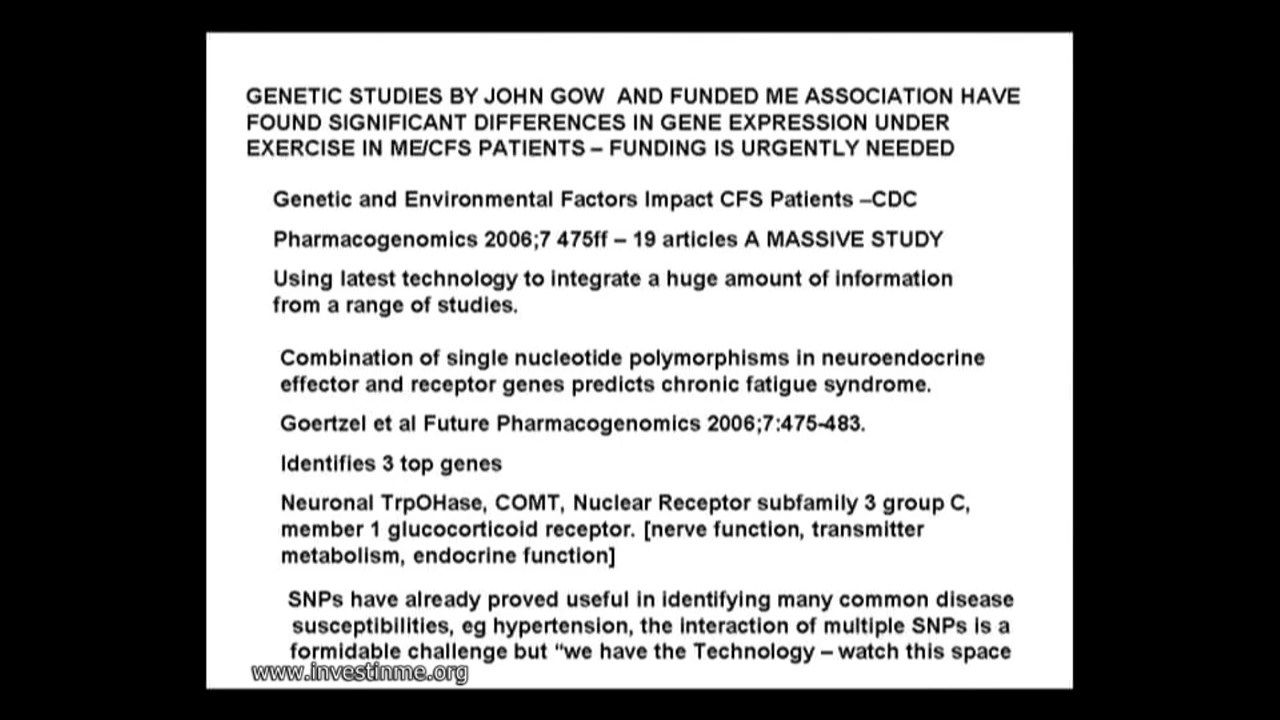 GENETIC STUDIES BY JOHN GOW AND FUNDED ME ASSOCIATION HAVE
FOUND SIGNIFICANT DIFFERENCES IN GENE EXPRESSION UNDER
EXERCISE IN ME/CFS PATIENTS – FUNDING IS URGENTLY NEEDED
Genetic and Environmental Factors Impact CFS Patients –CDC
Pharmacogenomics 2006;7 475ff – 19 articles A MASSIVE STUDY
Using latest technology to integrate a huge amount of information
from a range of studies.
Combination of single nucleotide polymorphisms in neuroendocrine
effector and receptor genes predicts chronic fatigue syndrome.
Goertzel et al Future Pharmacogenomics 2006;7:475-483.
Identifies 3 top genes
Neuronal TrpOHase, COMT, Nuclear Receptor subfamily 3 group C,
member 1 glucocorticoid receptor. [nerve function, transmitter
metabolism, endocrine function]
SNPs have already proved useful in identifying many common disease
susceptibilities, eg hypertension, the interaction of multiple SNPs is a
formidable challenge but “we have the Technology – watch this space
www.investinme.org